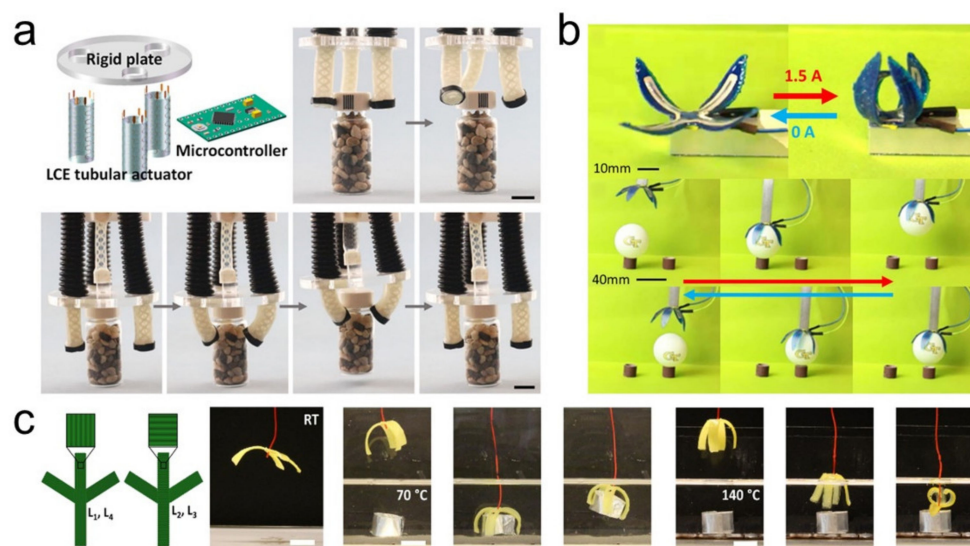 a
Rigid plate
Microcontroller
LCE tubular actuator
b
1.5 A
0 A
10mm
40mm
c
L₁, L₄
L₂, L₃
RT
70 °C
140 °C